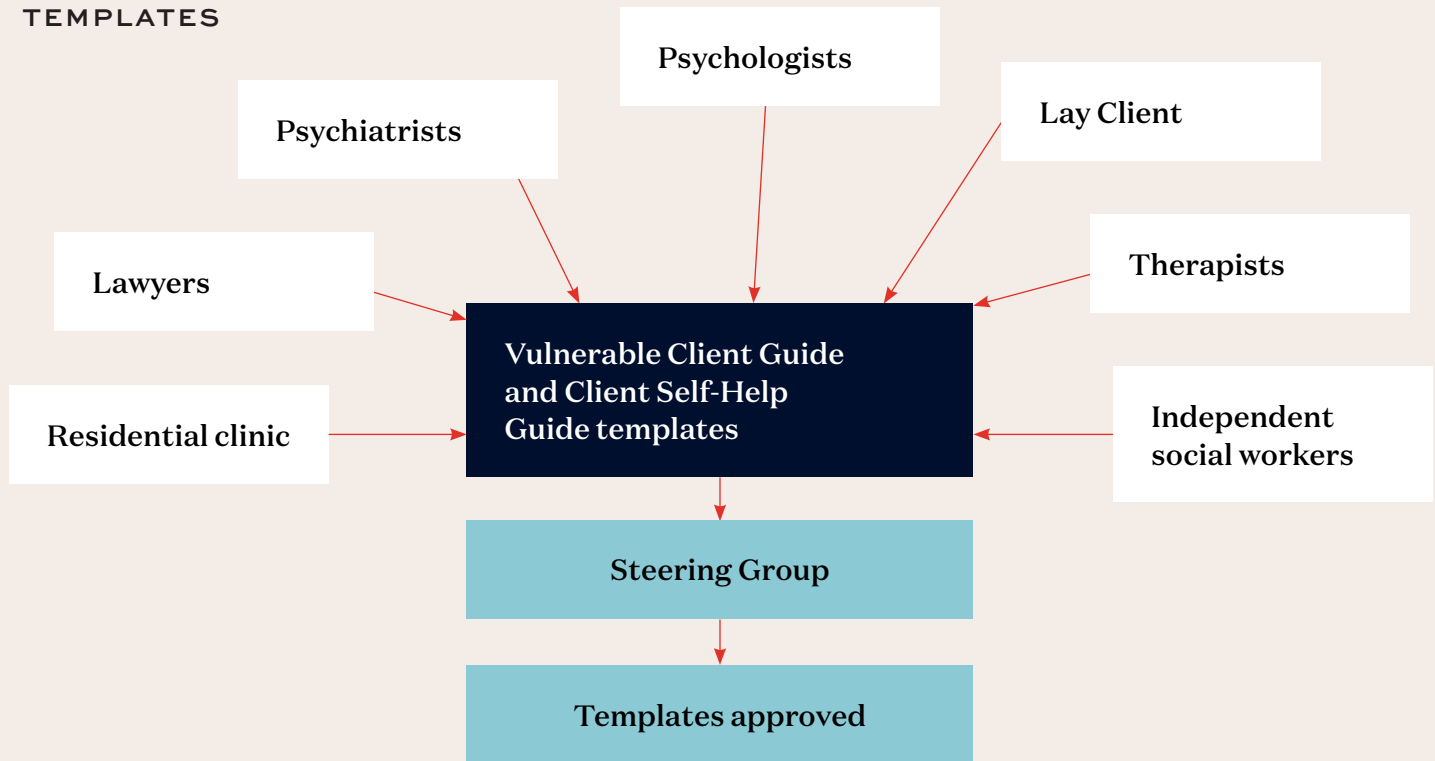 TEMPLATES
Psychologists
Psychiatrists
Lay Client
Lawyers
Therapists
Vulnerable Client Guide
and Client Self-Help
Guide templates
Residential clinic
Independent
social workers
Steering Group
Templates approved